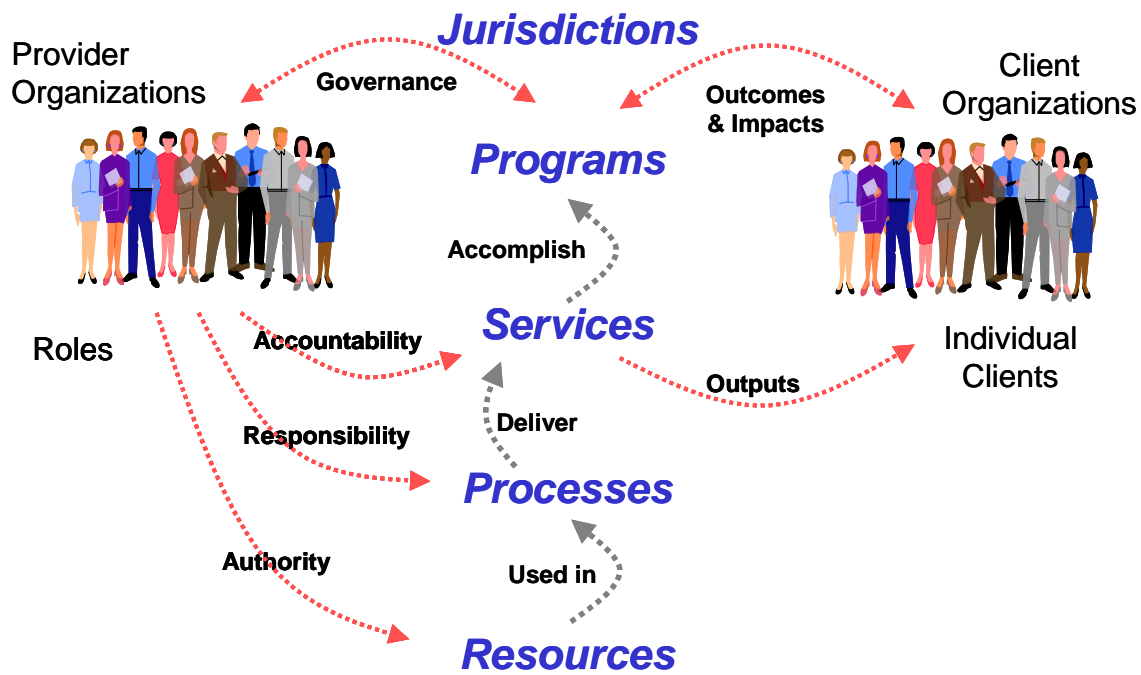 Jurisdictions
Provider
Organizations
Governance
Outcomes
& Impacts
Client
Organizations
Programs
Accomplish
Services
Roles
Accountability
Individual
Clients
Outputs
Deliver
Responsibility
Processes
Authority
Used in
Resources